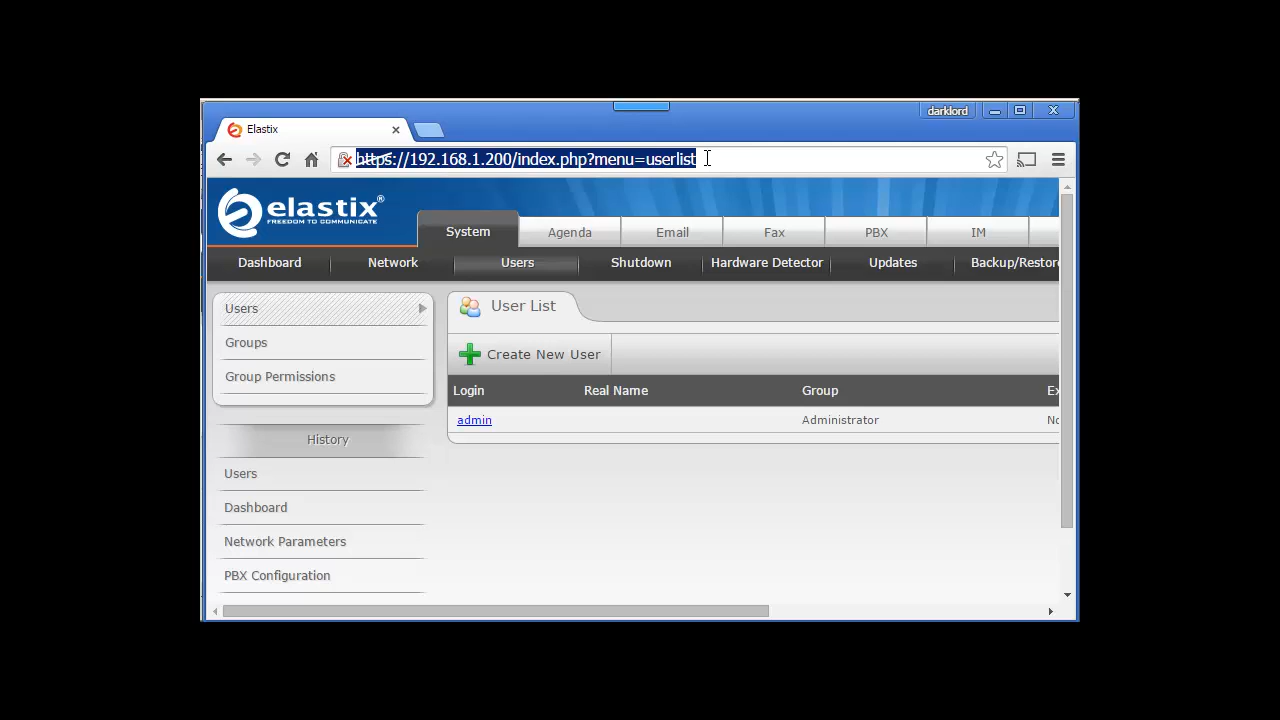 darklord
Elastix
https://192.168.1.200/index.php?menu=userlist
elastix®
FREEDOM TO COMMUNICATE
System Agenda Email Fax PBX IM
Dashboard Network Users Shutdown Hardware Detector Updates Backup/Restore
Users
Groups
Group Permissions
History
Users
Dashboard
Network Parameters
PBX Configuration
User List
Create New User
Login Real Name Group Ex
admin Administrator No